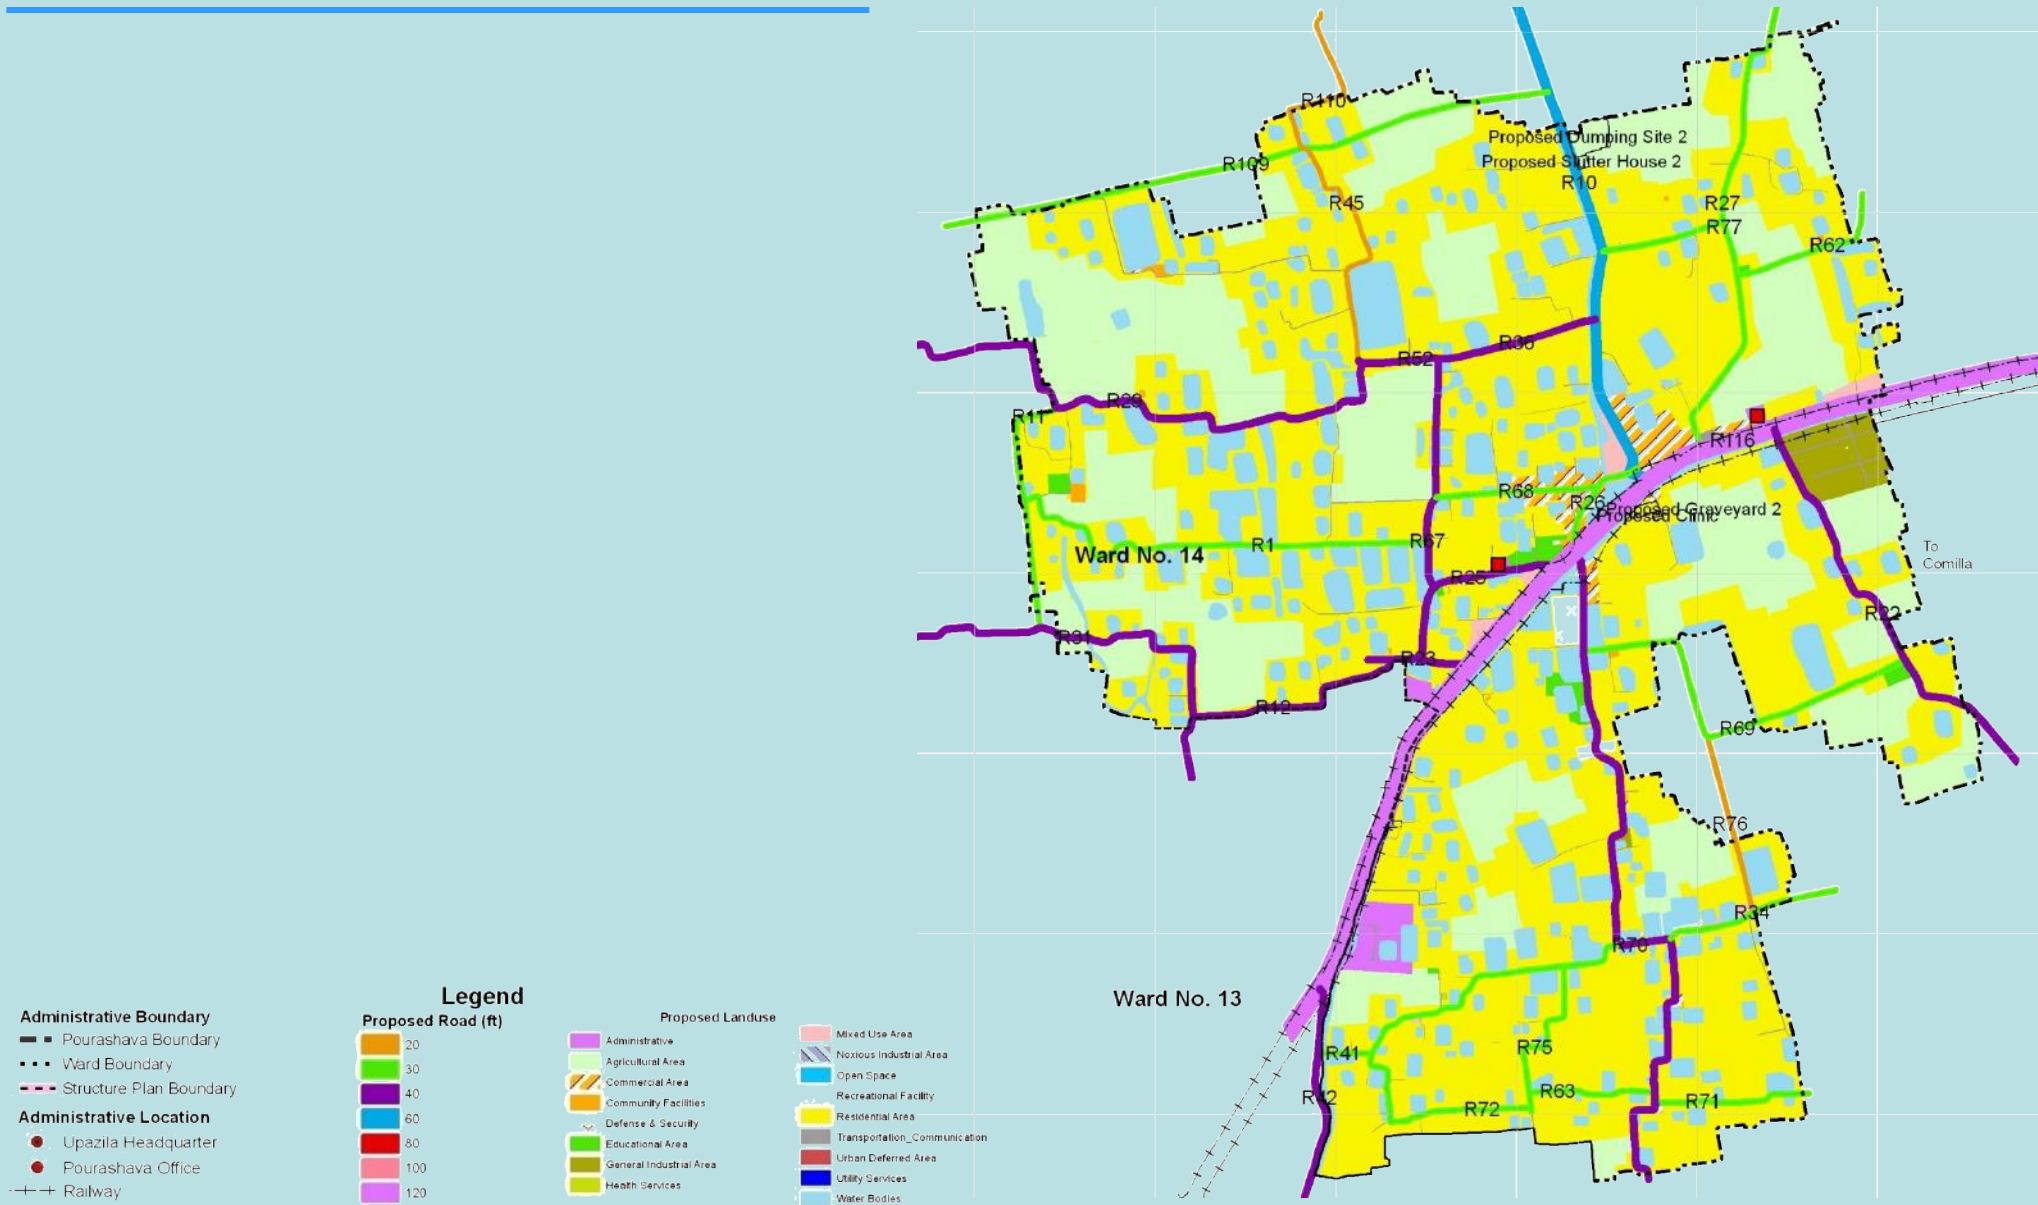 R110
Proposed Dumping Site 2
R109
Proposed Slutter House 2
R10
R45
R27
R77
R62
R36
R52
R29
R11
R116
R68
R26
Proposed Graveyard 2
Proposed Clinic
R67
R1
Ward No. 14
To
Comilla
R25
R22
R31
R23
R12
R69
R76
R34
R70
Ward No. 13
R41
R75
R63
R42
R72
R71
Legend
Administrative Boundary
Pourashava Boundary
Ward Boundary
Structure Plan Boundary
Administrative Location
Upazila Headquarter
Pourashava Office
Railway
Proposed Road (ft)
20
30
40
60
80
100
120
Proposed Landuse
Administrative
Agricultural Area
Commercial Area
Community Facilities
Defense & Security
Educational Area
General Industrial Area
Health Services
Mixed Use Area
Noxious Industrial Area
Open Space
Recreational Facility
Residential Area
Transportation_Communication
Urban Deferred Area
Utility Services
Water Bodies